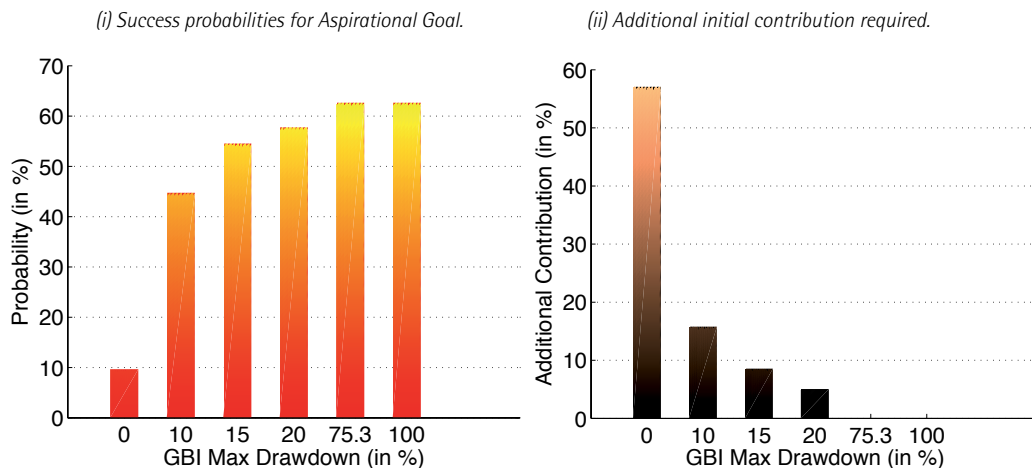 (i) Success probabilities for Aspirational Goal.
70
60
50
40
30
20
10
0
Probability (in %)
0 10 15 20 75.3 100
GBI Max Drawdown (in %)
(ii) Additional initial contribution required.
60
50
40
30
20
10
0
Additional Contribution (in %)
0 10 15 20 75.3 100
GBI Max Drawdown (in %)